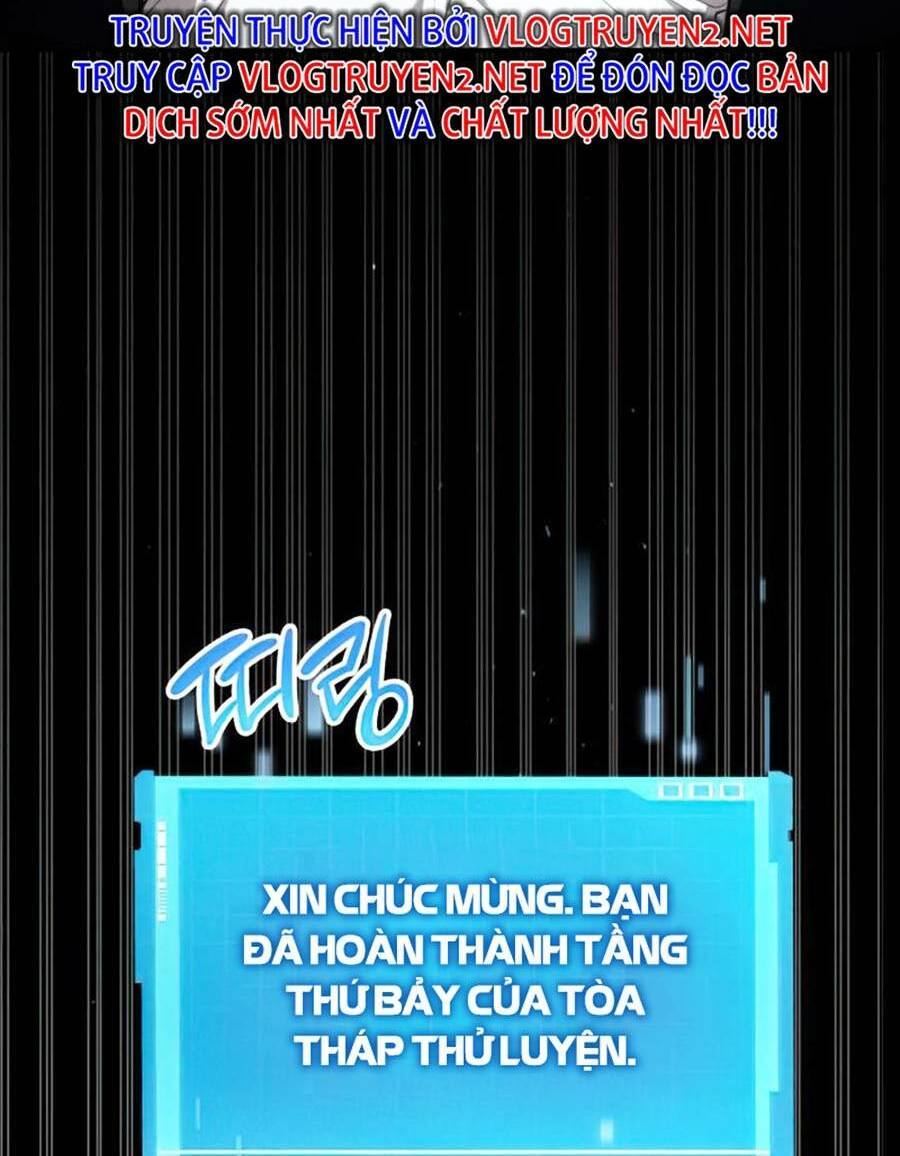 TRUYỆN THỰC HIỆN BỞI VLOGTRUYEN2.NET
TRUY CẬP VLOGTRUYEN2.NET ĐỂ ĐÓN ĐỌC BẢN
DỊCH SỚM NHẤT VÀ CHẤT LƯỢNG NHẤT!!!
띠링
XIN CHÚC MỪNG. BẠN
ĐÃ HOÀN THÀNH TẦNG
THỨ BẢY CỦA TÒA
THÁP THỬ LUYỆN.